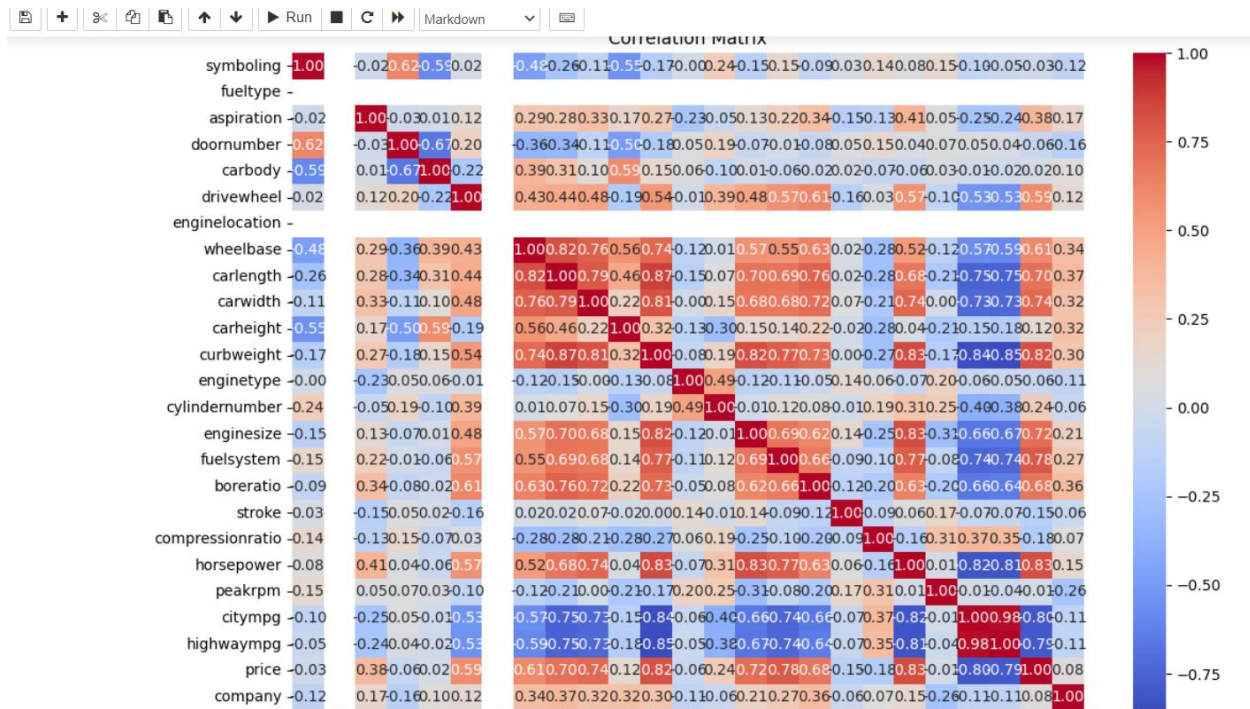 Run Markdown
Correlation Matrix
symboling 1.00 -0.02 0.62 -0.59 0.02 -0.48 -0.26 -0.11 -0.55 -0.17 -0.00 0.24 -0.15 0.15 -0.09 0.03 0.14 0.08 0.15 -0.10 -0.05 -0.03 -0.12
fueltype
aspiration -0.02 1.00 -0.03 0.01 0.12 0.29 0.28 0.33 0.17 0.27 -0.23 -0.05 0.13 0.22 0.34 -0.15 -0.13 0.41 0.05 -0.25 -0.24 0.38 0.17
doornumber 0.62 -0.03 1.00 -0.67 0.20 -0.36 -0.34 -0.11 -0.50 -0.18 0.05 0.19 -0.07 -0.01 -0.08 0.05 0.15 0.04 0.07 0.05 0.04 -0.06 -0.16
carbody -0.59 0.01 -0.67 1.00 -0.22 0.39 0.31 0.10 0.59 0.15 0.06 -0.10 0.01 -0.06 -0.02 0.02 -0.07 -0.06 0.03 -0.01 -0.02 0.02 0.10
drivewheel 0.02 0.12 0.20 -0.22 1.00 0.43 0.44 0.48 -0.19 0.54 -0.01 0.39 0.48 0.57 0.61 -0.16 0.03 0.57 -0.10 -0.53 -0.53 0.59 0.12
enginelocation
wheelbase -0.48 0.29 -0.36 0.39 0.43 1.00 0.82 0.76 0.56 0.74 -0.12 0.01 0.57 0.55 0.63 0.02 -0.28 0.52 -0.12 -0.57 -0.59 0.61 0.34
carlength -0.26 0.28 -0.34 0.31 0.44 0.82 1.00 0.79 0.46 0.87 -0.15 0.07 0.70 0.69 0.76 0.02 -0.28 0.68 -0.21 -0.75 -0.75 0.70 0.37
carwidth -0.11 0.33 -0.11 0.10 0.48 0.76 0.79 1.00 0.22 0.81 -0.00 0.15 0.68 0.68 0.72 0.07 -0.21 0.74 0.00 -0.73 -0.73 0.74 0.32
carheight -0.55 0.17 -0.50 0.59 -0.19 0.56 0.46 0.22 1.00 0.32 -0.13 -0.30 0.15 0.14 0.22 -0.02 -0.28 0.04 -0.21 -0.15 -0.18 0.12 0.32
curbweight -0.17 0.27 -0.18 0.15 0.54 0.74 0.87 0.81 0.32 1.00 -0.08 0.19 0.82 0.77 0.73 0.00 -0.27 0.83 -0.17 -0.84 -0.85 0.82 0.30
enginetype -0.00 -0.23 0.05 0.06 -0.01 -0.12 -0.15 -0.00 -0.13 -0.08 1.00 0.49 -0.12 -0.11 -0.05 0.14 0.06 -0.07 0.20 -0.06 -0.05 -0.06 -0.11
cylindernumber 0.24 -0.05 0.19 -0.10 0.39 0.01 0.07 0.15 -0.30 0.19 0.49 1.00 -0.01 0.12 0.08 -0.01 0.19 0.31 0.25 -0.40 -0.38 0.24 -0.06
enginesize -0.15 0.13 -0.07 0.01 0.48 0.57 0.70 0.68 0.15 0.82 -0.12 -0.01 1.00 0.69 0.62 0.14 -0.25 0.83 -0.31 -0.66 -0.67 0.72 0.21
fuelsystem 0.15 0.22 -0.01 -0.06 0.57 0.55 0.69 0.68 0.14 0.77 -0.11 0.12 0.69 1.00 0.66 -0.09 -0.10 0.77 -0.08 -0.74 -0.74 0.78 0.27
boreratio -0.09 0.34 -0.08 -0.02 0.61 0.63 0.76 0.72 0.22 0.73 -0.05 0.08 0.62 0.66 1.00 -0.12 -0.20 0.63 -0.20 -0.66 -0.64 0.68 0.36
stroke 0.03 -0.15 0.05 0.02 -0.16 0.02 0.02 0.07 -0.02 0.00 0.14 -0.01 0.14 -0.09 -0.12 1.00 -0.09 0.06 0.17 -0.07 -0.07 -0.15 -0.06
compressionratio 0.14 -0.13 0.15 -0.07 0.03 -0.28 -0.28 -0.21 -0.28 -0.27 0.06 0.19 -0.25 -0.10 -0.20 -0.09 1.00 -0.16 0.31 0.37 0.35 -0.18 0.07
horsepower 0.08 0.41 0.04 -0.06 0.57 0.52 0.68 0.74 0.04 0.83 -0.07 0.31 0.83 0.77 0.63 0.06 -0.16 1.00 0.01 -0.82 -0.81 0.83 0.15
peakrpm 0.15 0.05 0.07 0.03 -0.10 -0.12 -0.21 0.00 -0.21 -0.17 0.20 0.25 -0.31 -0.08 -0.20 0.17 0.31 0.01 1.00 -0.01 -0.04 -0.01 -0.26
citympg -0.10 -0.25 0.05 -0.01 -0.53 -0.57 -0.75 -0.73 -0.15 -0.84 -0.06 -0.40 -0.66 -0.74 -0.66 -0.07 0.37 -0.82 -0.01 1.00 0.98 -0.80 -0.11
highwaympg -0.05 -0.24 0.04 -0.02 -0.53 -0.59 -0.75 -0.73 -0.18 -0.85 -0.05 -0.38 -0.67 -0.74 -0.64 -0.07 0.35 -0.81 -0.04 0.98 1.00 -0.79 -0.11
price -0.03 0.38 -0.06 0.02 0.59 0.61 0.70 0.74 0.12 0.82 -0.06 0.24 0.72 0.78 0.68 -0.15 -0.18 0.83 -0.01 -0.80 -0.79 1.00 0.08
company -0.12 0.17 -0.16 0.10 0.12 0.34 0.37 0.32 0.32 0.30 -0.11 -0.06 0.21 0.27 0.36 -0.06 0.07 0.15 -0.26 -0.11 -0.11 0.08 1.00
1.00
0.75
0.50
0.25
0.00
−0.25
−0.50
−0.75